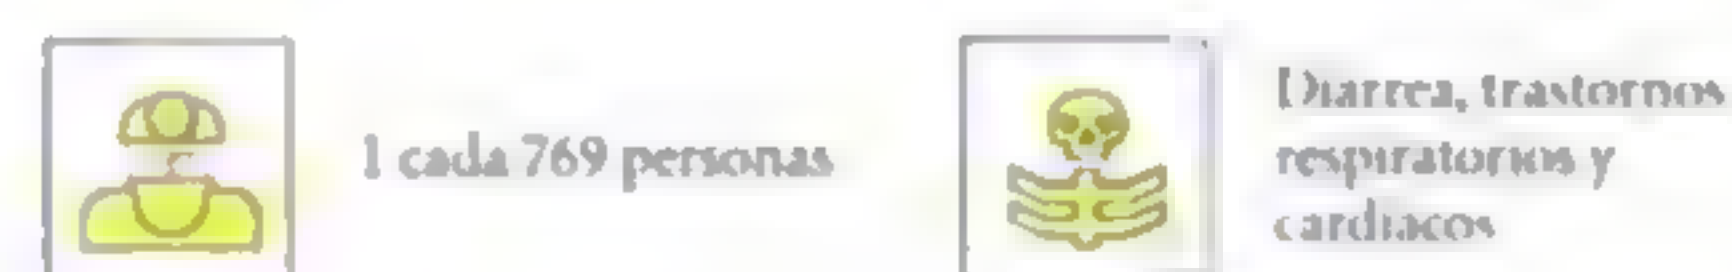 1 cada 769 personas
Diarrea, trastornos
respiratorios y
cardiacos